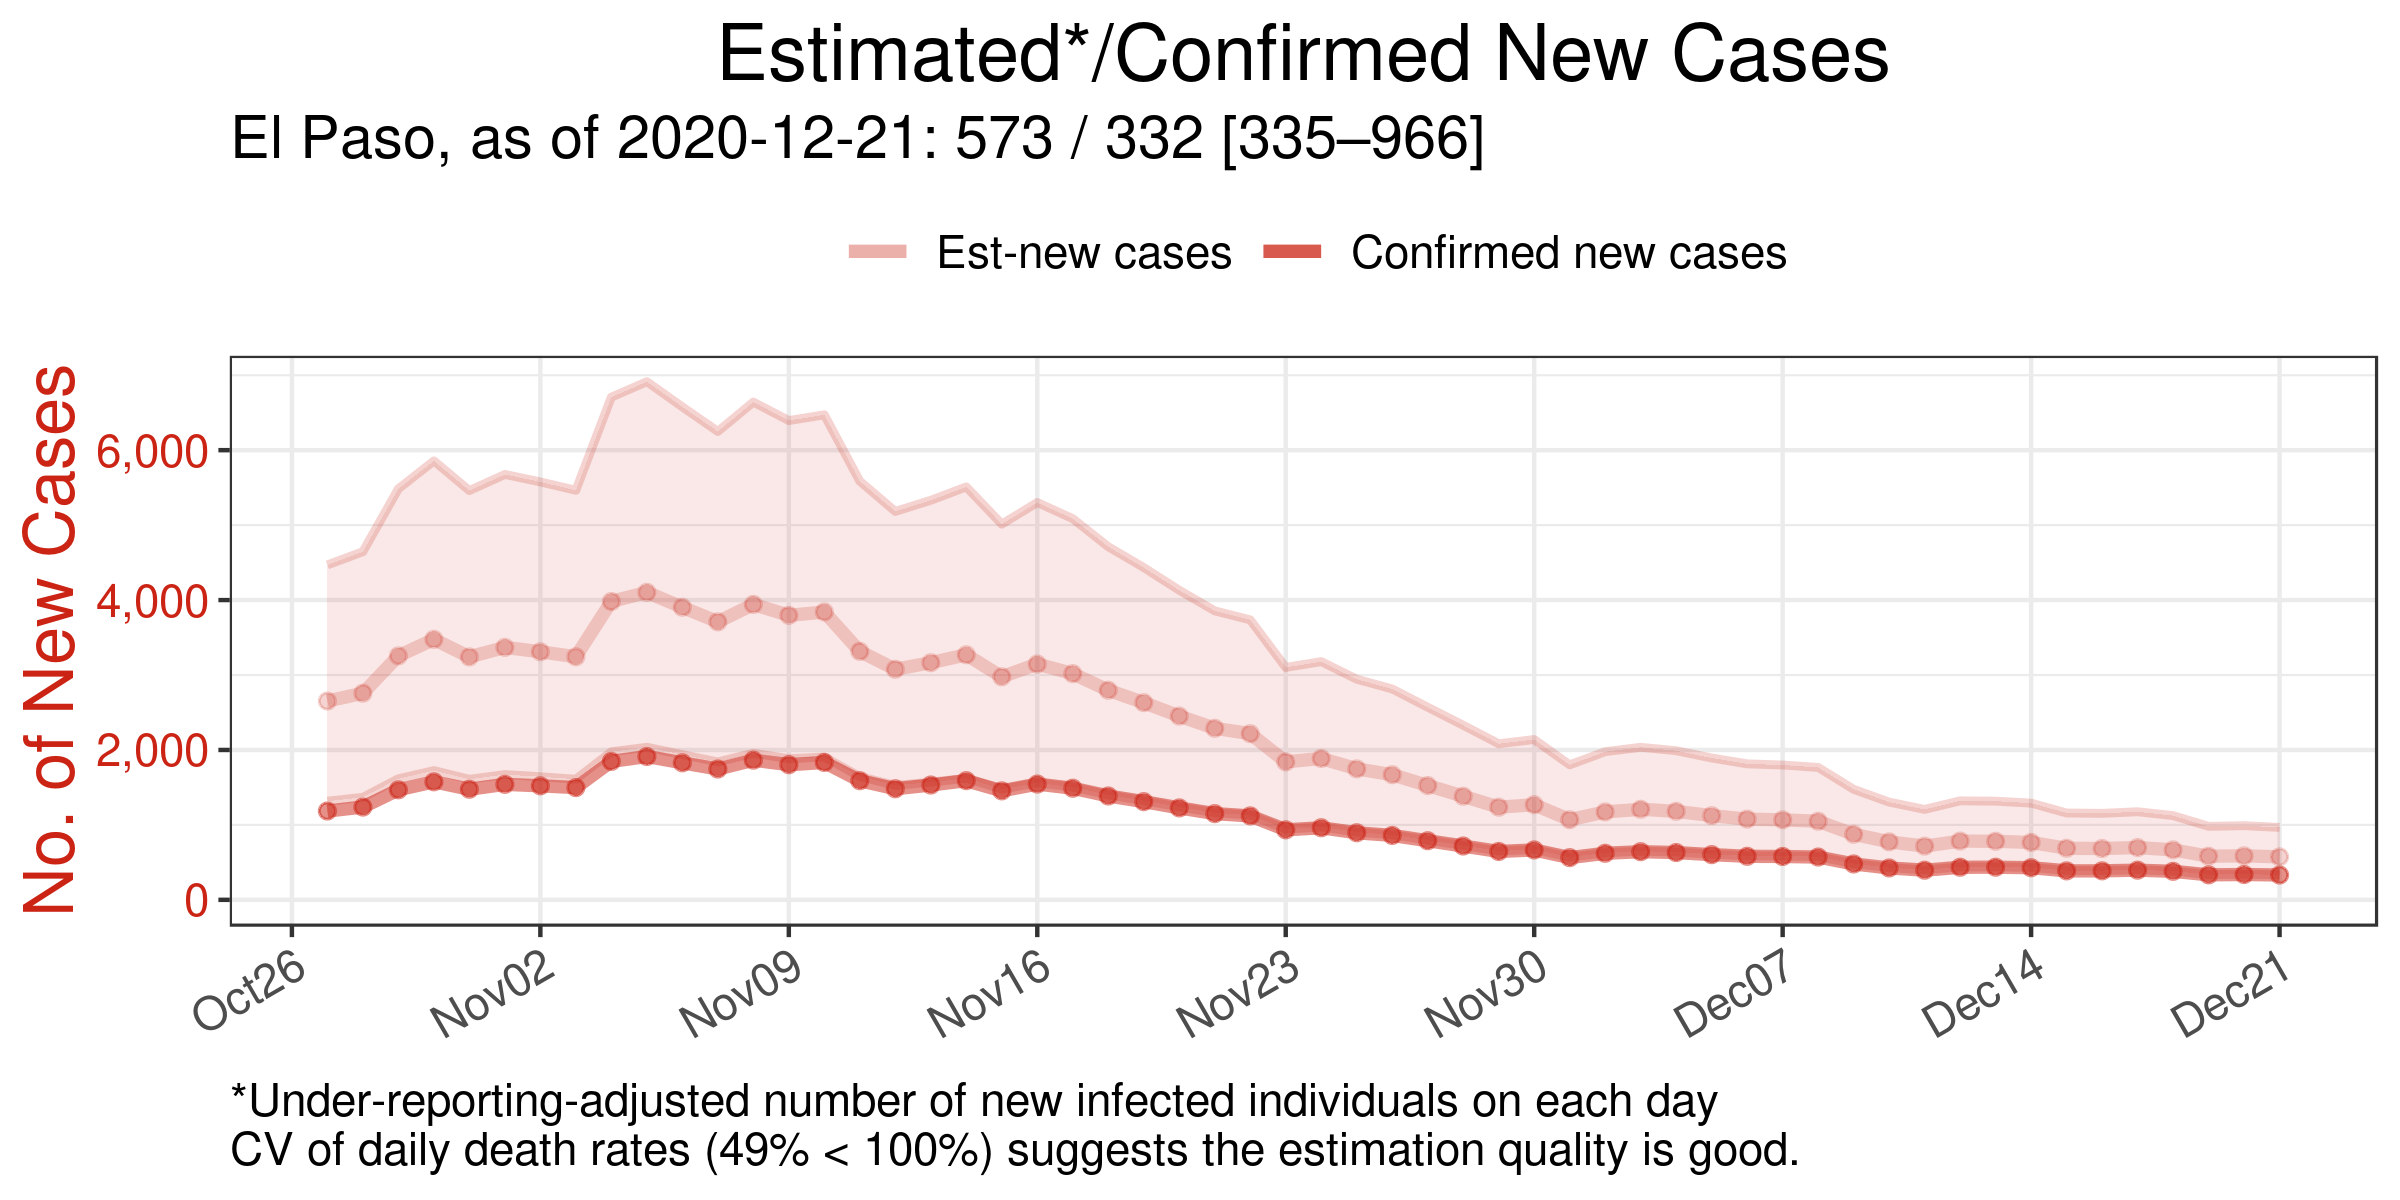 Estimated*/Confirmed New Cases
El Paso, as of 2020-12-21: 573 / 332 [335–966]
Est-new cases Confirmed new cases
No. of New Cases
6,000
4,000
2,000
0
Oct26 Nov02 Nov09 Nov16 Nov23 Nov30 Dec07 Dec14 Dec21
*Under-reporting-adjusted number of new infected individuals on each day
CV of daily death rates (49% < 100%) suggests the estimation quality is good.